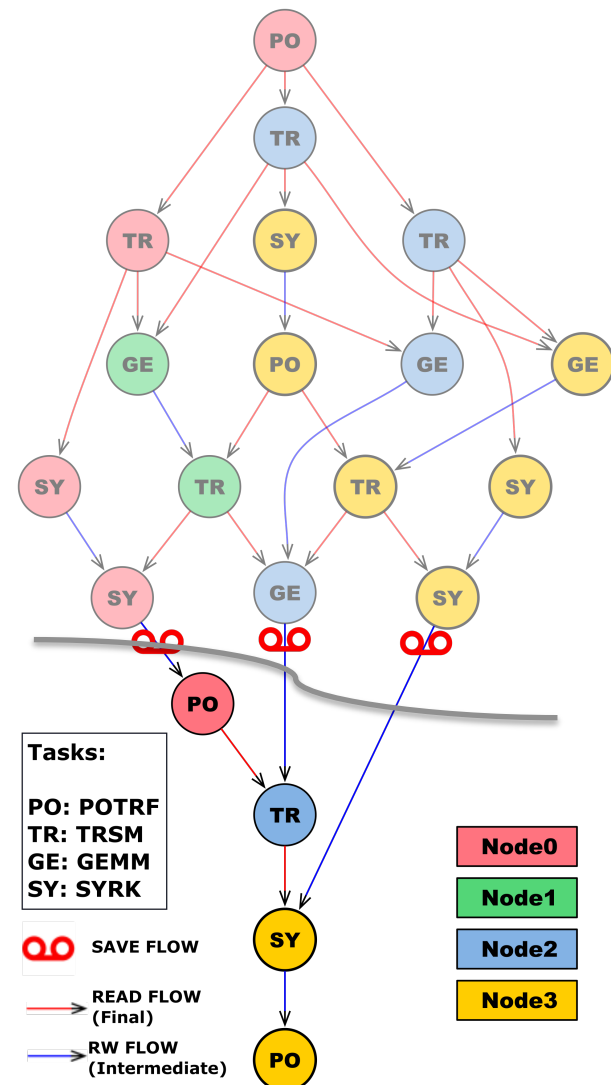 PO
TR
TR
SY
TR
GE
PO
GE
GE
SY
TR
TR
SY
SY
GE
SY
PO
Tasks:
PO: POTRF
TR: TRSM
GE: GEMM
SY: SYRK
TR
SY
PO
SAVE FLOW
READ FLOW
(Final)
RW FLOW
(Intermediate)
Node0
Node1
Node2
Node3